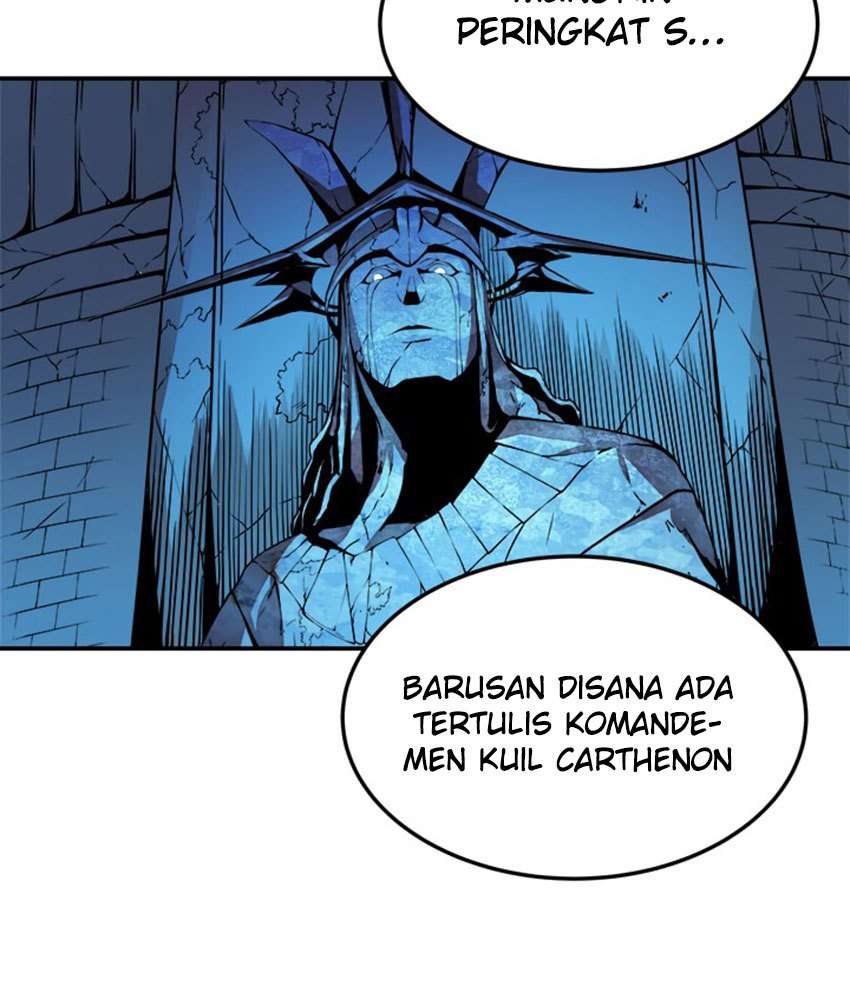 PERINGKAT S...
BARUSAN DISANA ADA
TERTULIS KOMANDE-
MEN KUIL CARTHENON